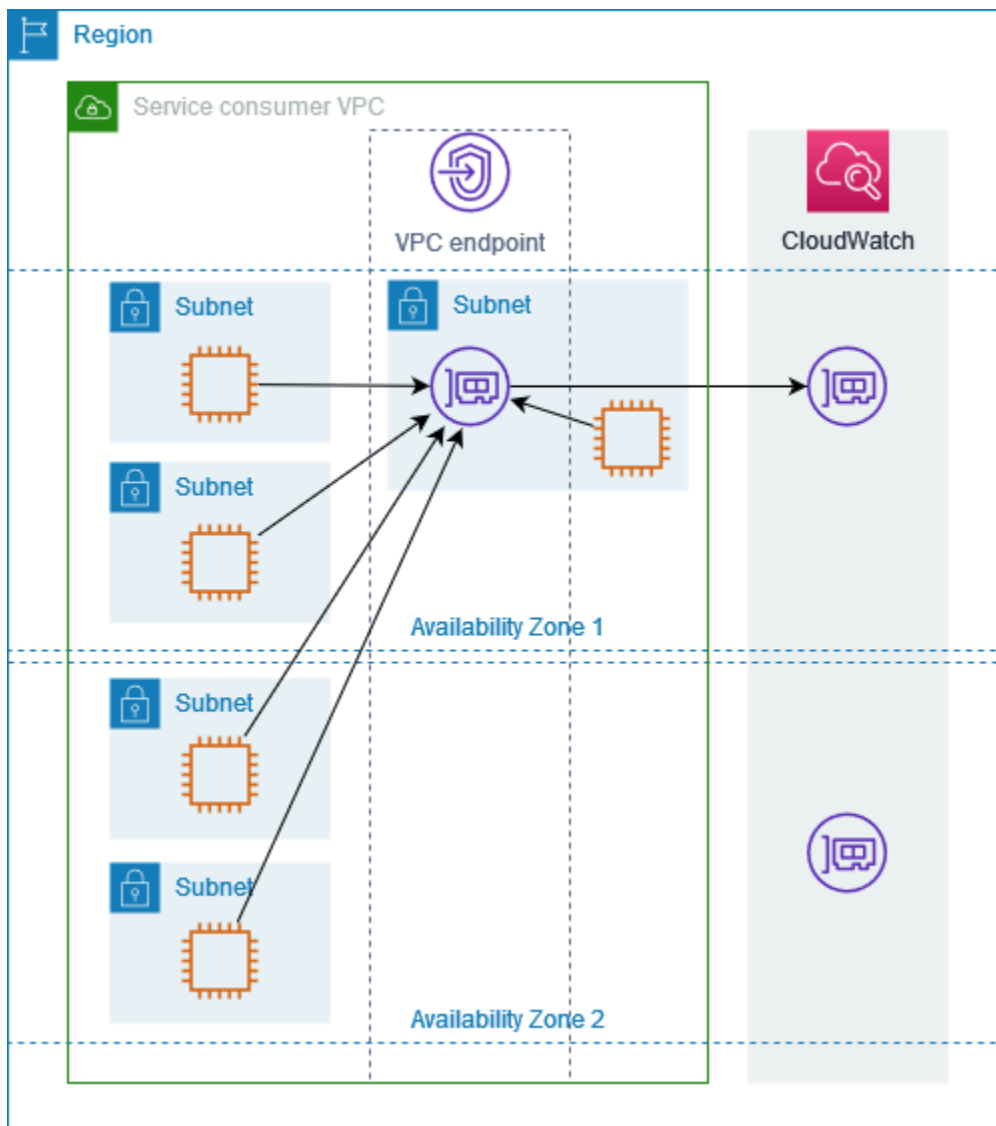 Region
Service consumer VPC
VPC endpoint
CloudWatch
Subnet
Subnet
Subnet
Availability Zone 1
Subnet
Subnet
Availability Zone 2